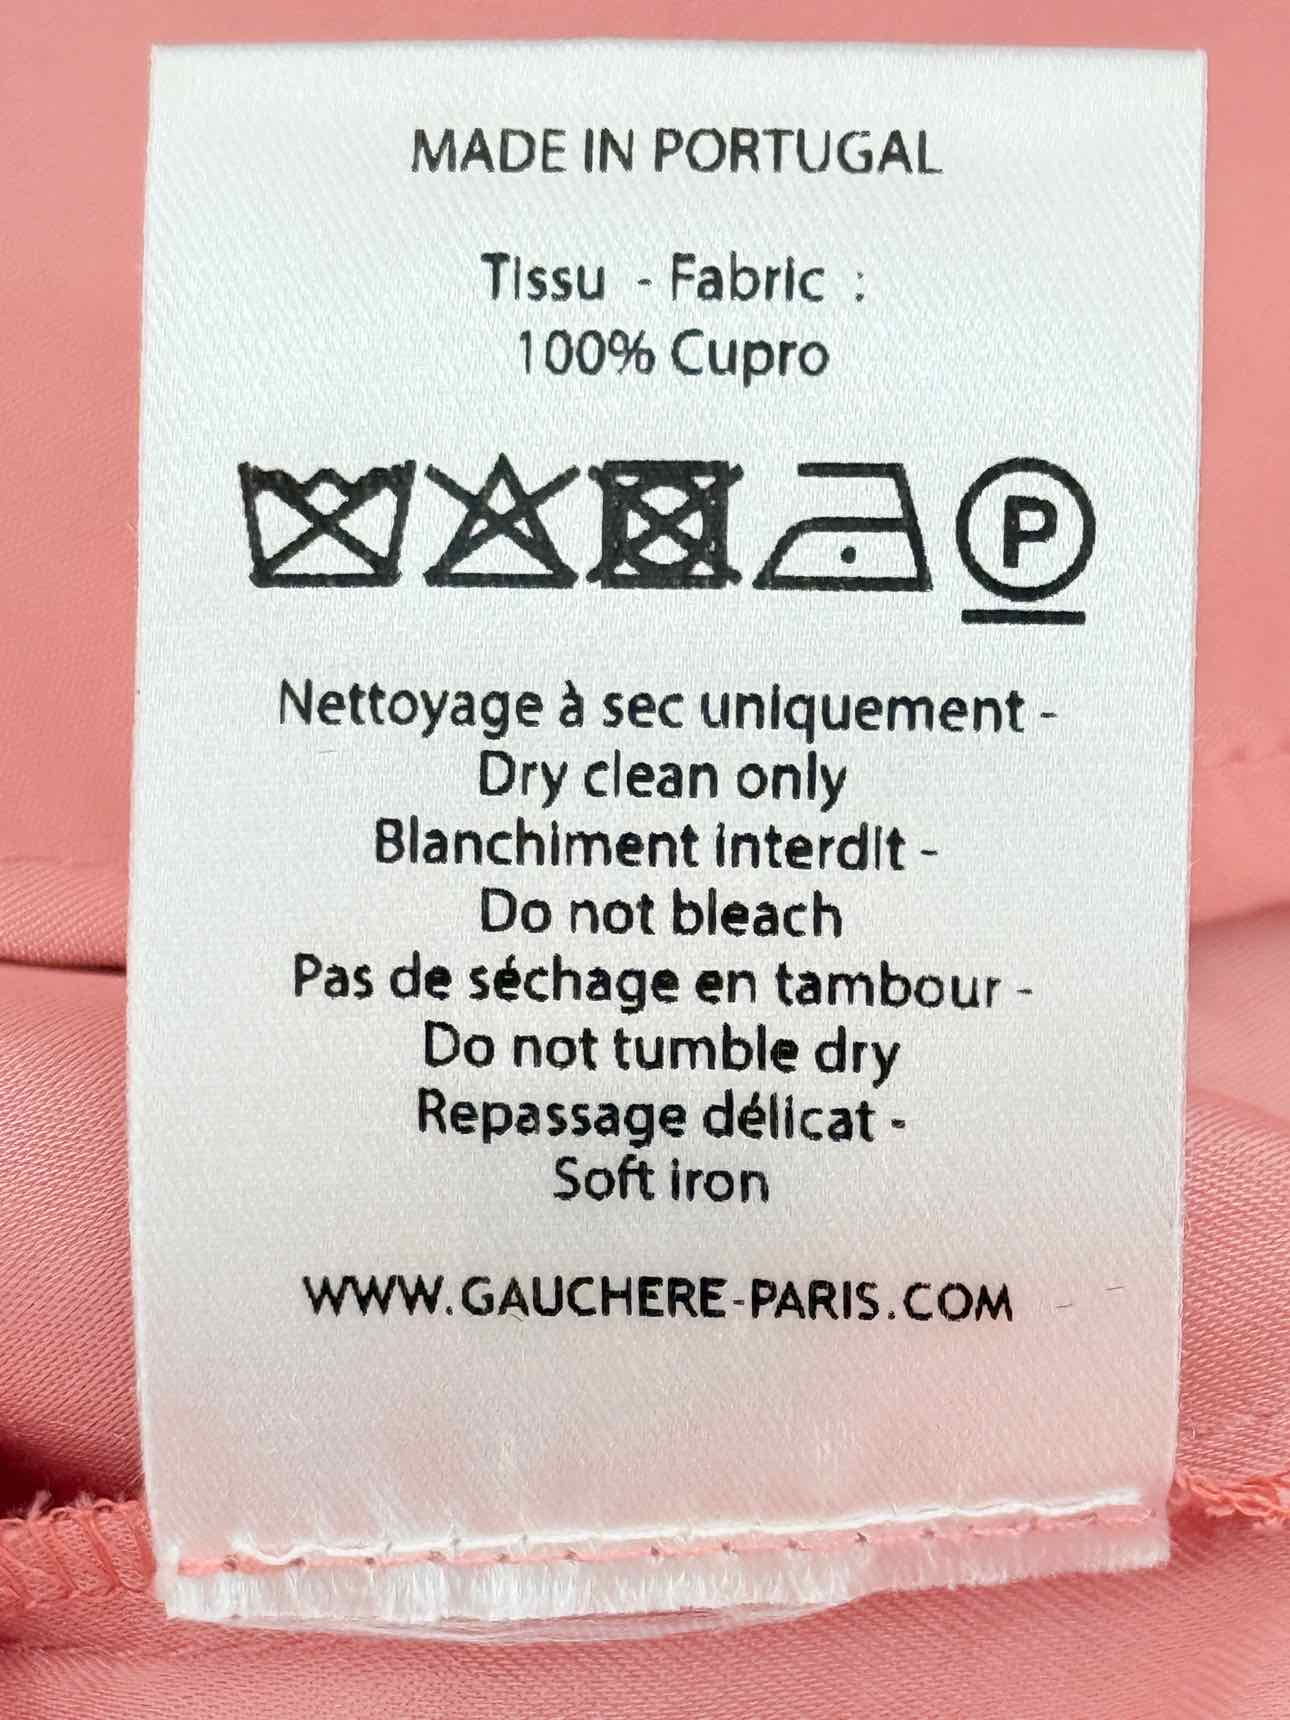 MADE IN PORTUGAL
Tissu - Fabric :
100% Cupro
P
Nettoyage à sec uniquement -
Dry clean only
Blanchiment interdit -
Do not bleach
Pas de séchage en tambour -
Do not tumble dry
Repassage délicat -
Soft iron
WWW.GAUCHERE-PARIS.COM